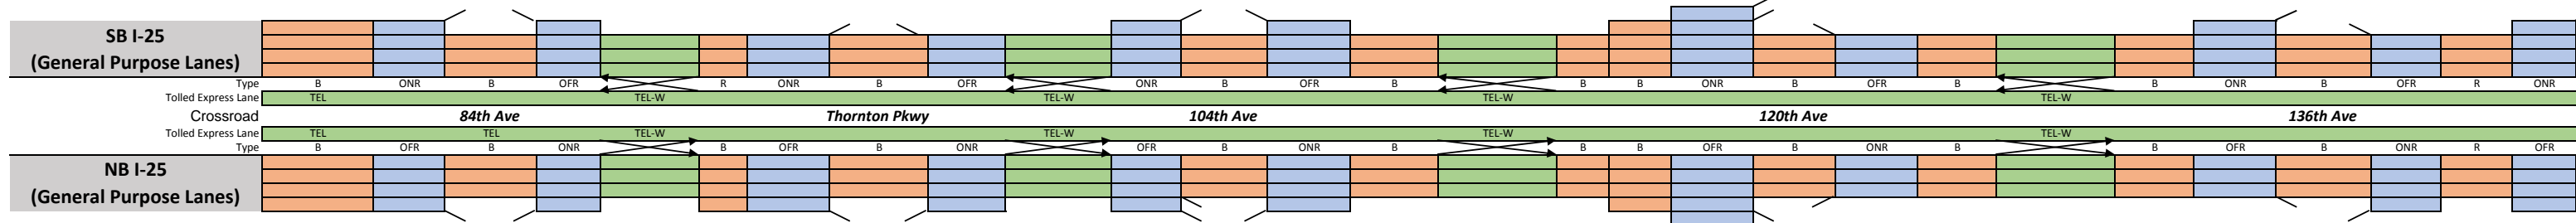 SB I-25
(General Purpose Lanes)
Type B ONR B OFR R ONR B OFR ONR B OFR B B B ONR B OFR B B ONR B OFR R ONR
Tolled Express Lane TEL TEL-W TEL-W TEL-W TEL-W
Crossroad 84th Ave Thornton Pkwy 104th Ave 120th Ave 136th Ave
Tolled Express Lane TEL TEL TEL-W TEL-W TEL-W TEL-W
Type B OFR B ONR B OFR B ONR OFR B ONR B B B OFR B ONR B B OFR B ONR R OFR
NB I-25
(General Purpose Lanes)